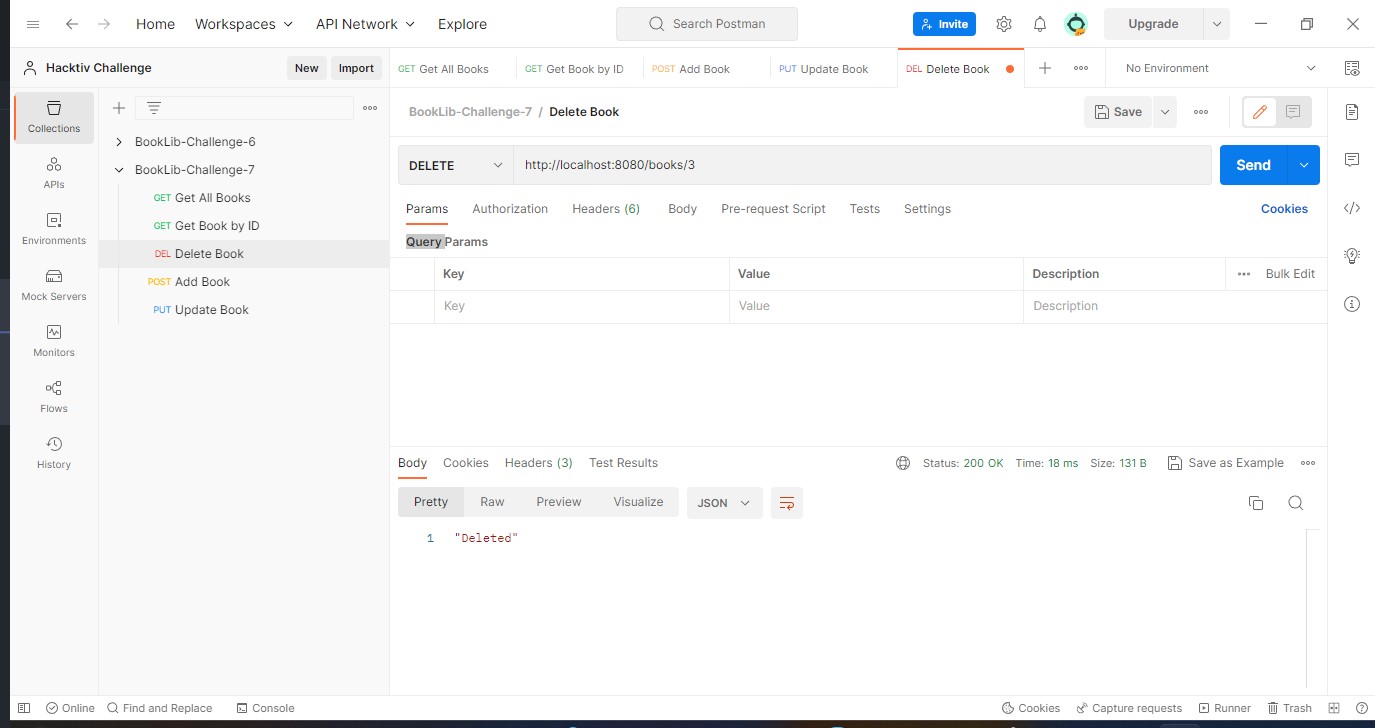 Home Workspaces API Network Explore Search Postman Invite Upgrade
Hacktiv Challenge New Import GET Get All Books GET Get Book by ID POST Add Book PUT Update Book DEL Delete Book No Environment
Collections
APIs
Environments
Mock Servers
Monitors
Flows
History
BookLib-Challenge-6
BookLib-Challenge-7
GET Get All Books
GET Get Book by ID
DEL Delete Book
POST Add Book
PUT Update Book
BookLib-Challenge-7 / Delete Book Save
DELETE http://localhost:8080/books/3 Send
Params Authorization Headers (6) Body Pre-request Script Tests Settings Cookies
Query Params
Key Value Description Bulk Edit
Key Value Description
Body Cookies Headers (3) Test Results Status: 200 OK Time: 18 ms Size: 131 B Save as Example
Pretty Raw Preview Visualize JSON
1 "Deleted"
Online Find and Replace Console Cookies Capture requests Runner Trash